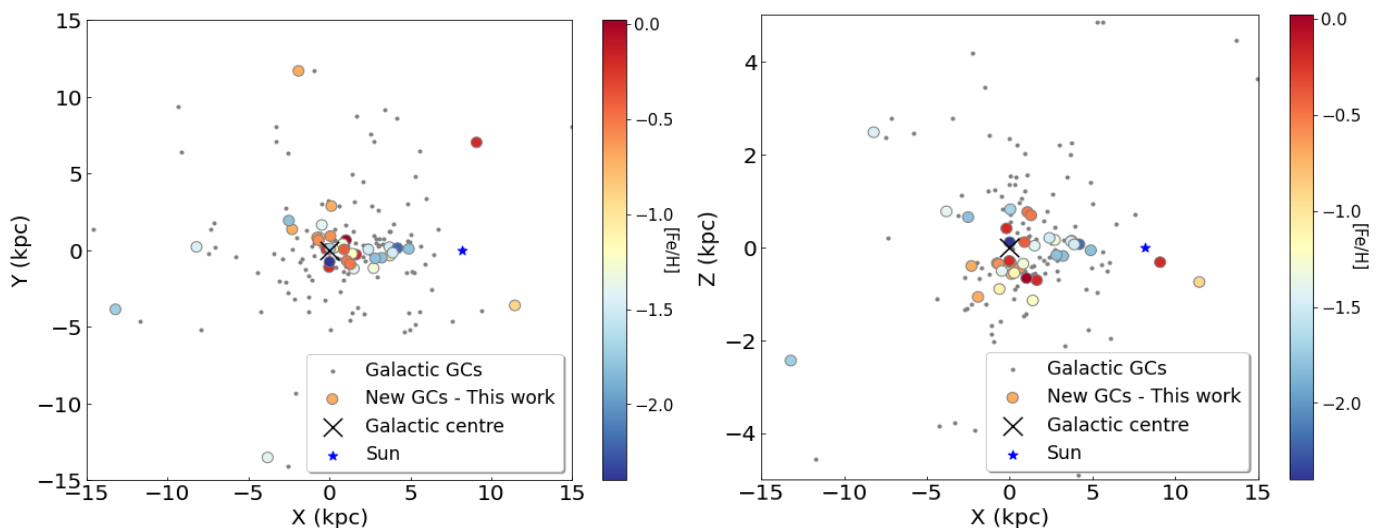 15
10
5
0
−5
−10
−15
Y (kpc)
−15
−10
−5
0
5
10
15
X (kpc)
Galactic GCs
New GCs - This work
Galactic centre
Sun
0.0
−0.5
−1.0
−1.5
−2.0
[Fe/H]
4
2
0
−2
−4
Z (kpc)
−15
−10
−5
0
5
10
15
X (kpc)
Galactic GCs
New GCs - This work
Galactic centre
Sun
0.0
−0.5
−1.0
−1.5
−2.0
[Fe/H]